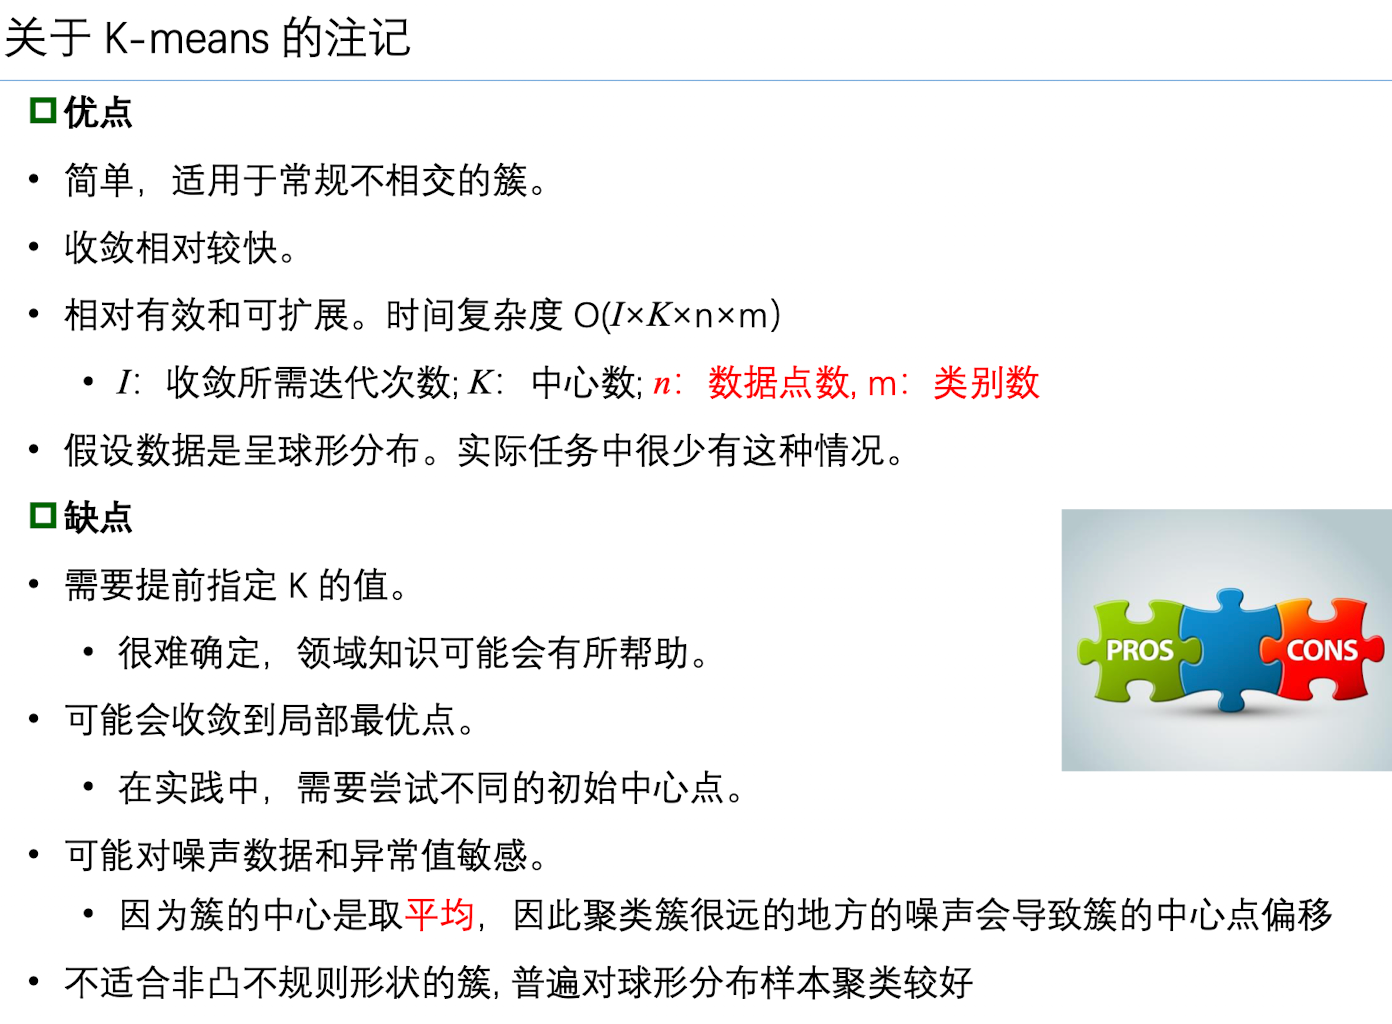 关于 K-means 的注记
优点
• 简单，适用于常规不相交的簇。
• 收敛相对较快。
• 相对有效和可扩展。时间复杂度 O(I×K×n×m)
• I：收敛所需迭代次数; K：中心数; n：数据点数, m：类别数
• 假设数据是呈球形分布。实际任务中很少有这种情况。
缺点
• 需要提前指定 K 的值。
• 很难确定，领域知识可能会有所帮助。
• 可能会收敛到局部最优点。
• 在实践中，需要尝试不同的初始中心点。
PROS
CONS
• 可能对噪声数据和异常值敏感。
• 因为簇的中心是取平均，因此聚类簇很远的地方的噪声会导致簇的中心点偏移
• 不适合非凸不规则形状的簇, 普遍对球形分布样本聚类较好